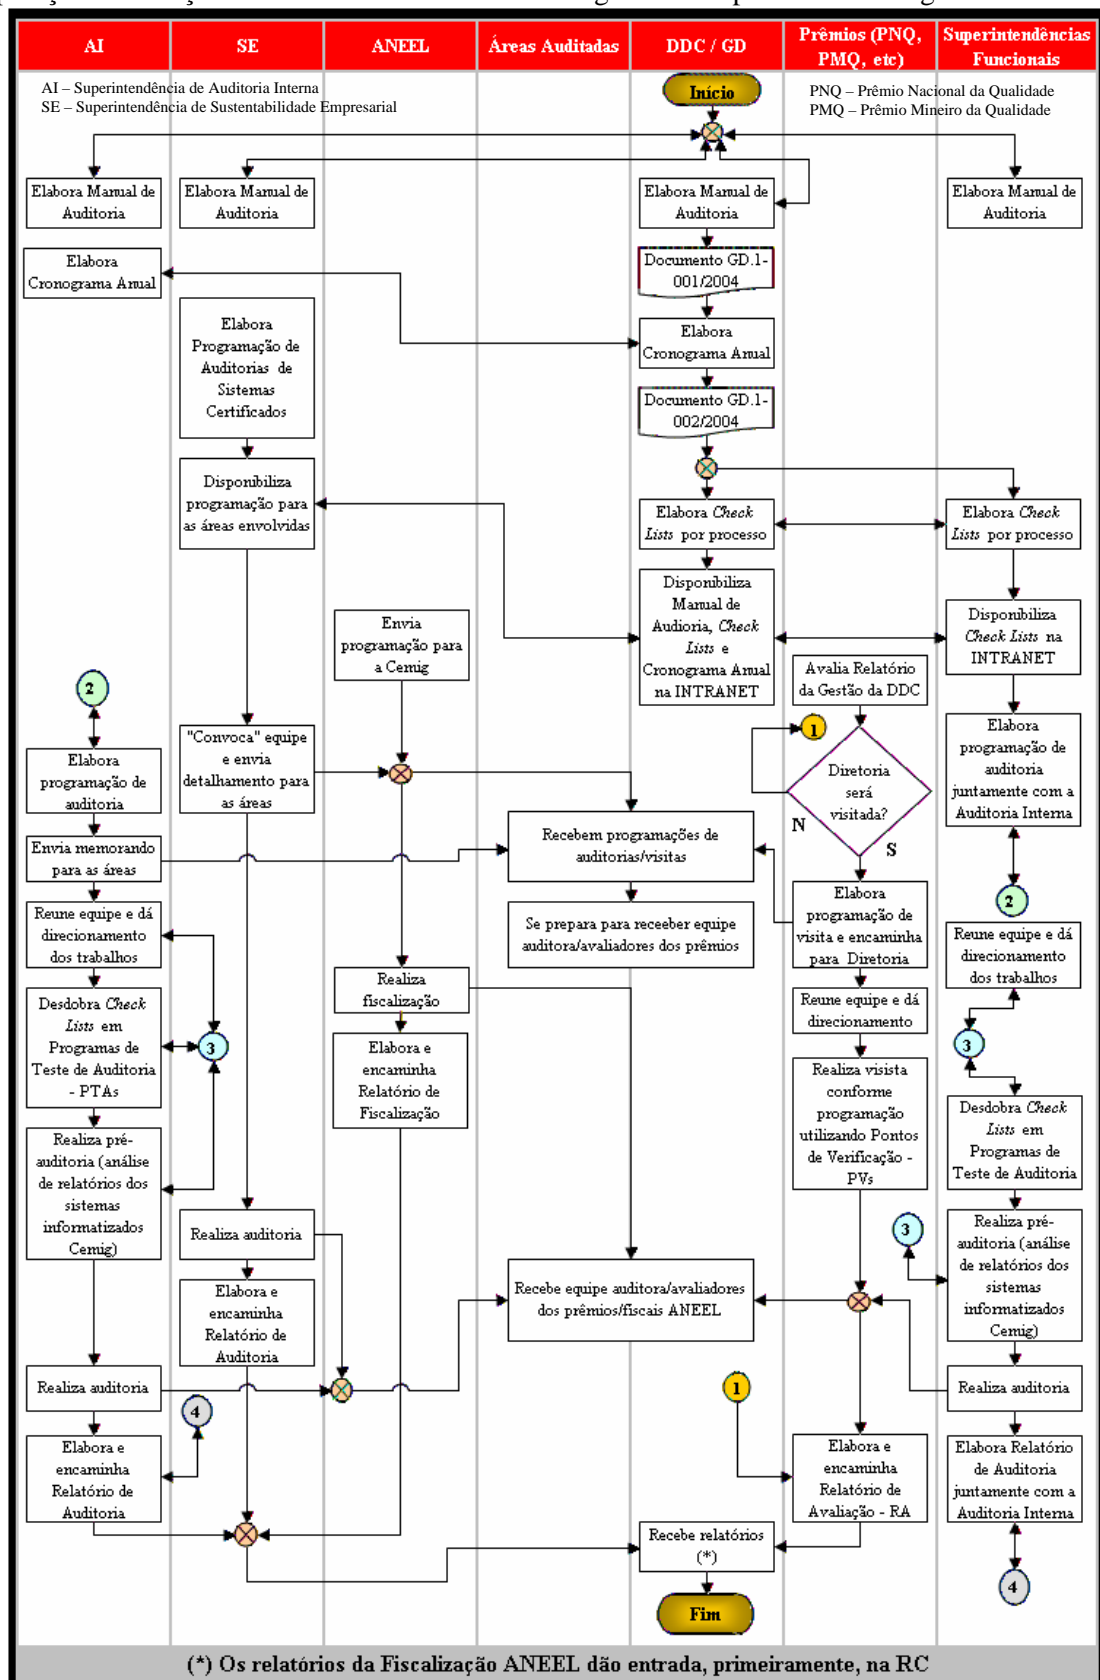 AI
SE
ANEEL
Áreas Auditadas
DDC / GD
Prêmios (PNQ,
PMQ, etc)
Superintendências
Funcionais
AI – Superintendência de Auditoria Interna
SE – Superintendência de Sustentabilidade Empresarial
Início
PNQ – Prêmio Nacional da Qualidade
PMQ – Prêmio Mineiro da Qualidade
Elabora Manual de
Auditoria
Elabora Manual de
Auditoria
Elabora Manual de
Auditoria
Elabora Manual de
Auditoria
Elabora
Cronograma Anual
Documento GD.1-
001/2004
Elabora
Programação de
Auditorias de
Sistemas
Certificados
Elabora
Cronograma Anual
Documento GD.1-
002/2004
Disponibiliza
programação para
as áreas envolvidas
Elabora Check
Lists por processo
Elabora Check
Lists por processo
Disponibiliza
Manual de
Audioria, Check
Lists e
Cronograma Anual
na INTRANET
Disponibiliza
Check Lists na
INTRANET
Envia
programação para
a Cemig
Avalia Relatório
da Gestão da DDC
2
1
Elabora
programação de
auditoria
"Convoca" equipe
e envia
detalhamento para
as áreas
Diretoria
será
visitada?
N
S
Elabora
programação de
auditoria
juntamente com a
Auditoria Interna
Recebem programações de
auditorias/visitas
Envia memorando
para as áreas
2
Elabora
programação de
visita e encaminha
para Diretoria
Reune equipe e dá
direcionamento
dos trabalhos
Se prepara para receeber equipe
auditora/avaliadores dos prêmios
Reune equipe e dá
direcionamento
dos trabalhos
Realiza
fiscalização
Reune equipe e dá
direcionamento
Desdobra Check
Lists em
Programas de
Teste de Auditoria
- PTAs
3
3
Elabora e
encaminha
Relatório de
Fiscalização
Realiza visista
conforme
programação
utilizando Pontos
de Verificação -
PVs
Desdobra Check
Lists em
Programas de
Teste de Auditoria
Realiza pré-
auditoria (análise
de relatórios dos
sistemas
informatizados
Cemig)
Realiza auditoria
3
Realiza pré-
auditoria (análise
de relatórios dos
sistemas
informatizados
Cemig)
Elabora e
encaminha
Relatório de
Auditoria
Recebe equipe auditora/avaliadores
dos prêmios/fiscais ANEEL
Realiza auditoria
1
Realiza auditoria
4
Elabora e
encaminha
Relatório de
Auditoria
Elabora e
encaminha
Relatório de
Avaliação - RA
Elabora Relatório
de Auditoria
juntamente com a
Auditoria Interna
Recebe relatórios
(*)
4
Fim
(*) Os relatórios da Fiscalização ANEEL dão entrada, primeiramente, na RC